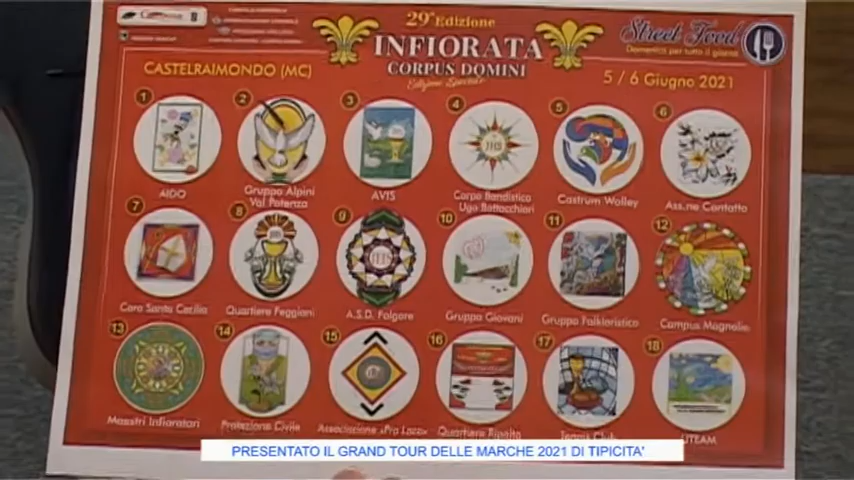 29ª Edizione
INFIORATA
CORPUS DOMINI
Edizione Speciale
Street Food
Domenica per tutto il giorno
CASTELRAIMONDO (MC)
5 / 6 Giugno 2021
1
2
3
4
5
6
AIDO
Gruppo Alpini
Val Potenza
AVIS
Corpo Bandistico
Ugo Bottacchiari
Castrum Wolley
Ass.ne Contatto
7
8
9
10
11
12
Coro Santa Cecilia
Quartiere Feggiani
A.S.D. Folgore
Gruppo Giovani
Gruppo Folkloristico
Campus Magnolie
13
14
15
16
17
18
Maestri Infioratori
Protezione Civile
Associazione «Pro Loco»
Quartiere Ripalta
Tennis Club
UTEAM
PRESENTATO IL GRAND TOUR DELLE MARCHE 2021 DI TIPICITA'